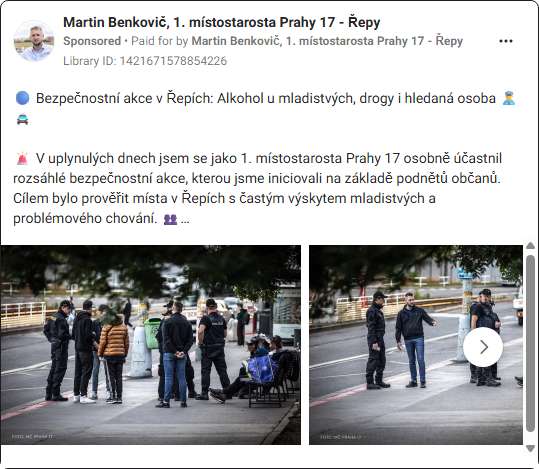 Martin Benkovič, 1. místostarosta Prahy 17 - Řepy
Sponsored • Paid for by Martin Benkovič, 1. místostarosta Prahy 17 - Řepy
Library ID: 1421671578854226
🔵 Bezpečnostní akce v Řepích: Alkohol u mladistvých, drogy i hledaná osoba 👮
🚔
🚨 V uplynulých dnech jsem se jako 1. místostarosta Prahy 17 osobně účastnil
rozsáhlé bezpečnostní akce, kterou jsme iniciovali na základě podnětů občanů.
Cílem bylo prověřit místa v Řepích s častým výskytem mladistvých a
problémového chování. 👥 ...
FOTO: MČ PRAHA 17
FOTO: MČ PRAHA 17